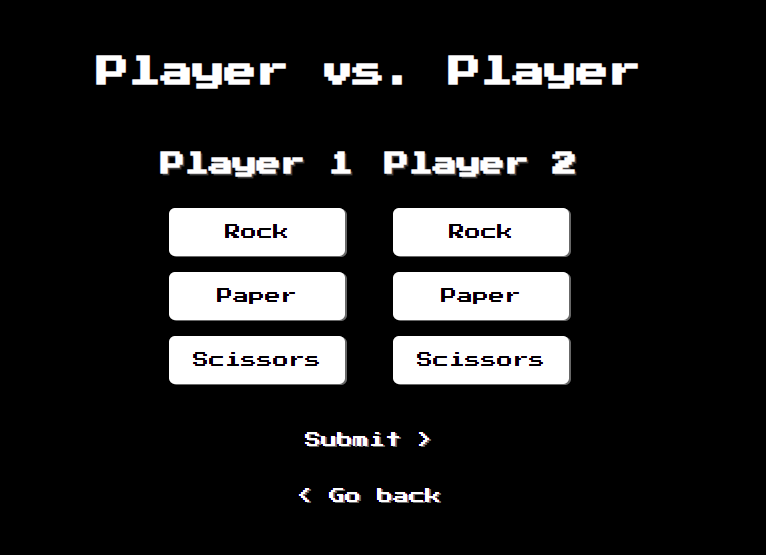 Player vs. Player
Player 1 Player 2
Rock Rock
Paper Paper
Scissors Scissors
Submit >
< Go back